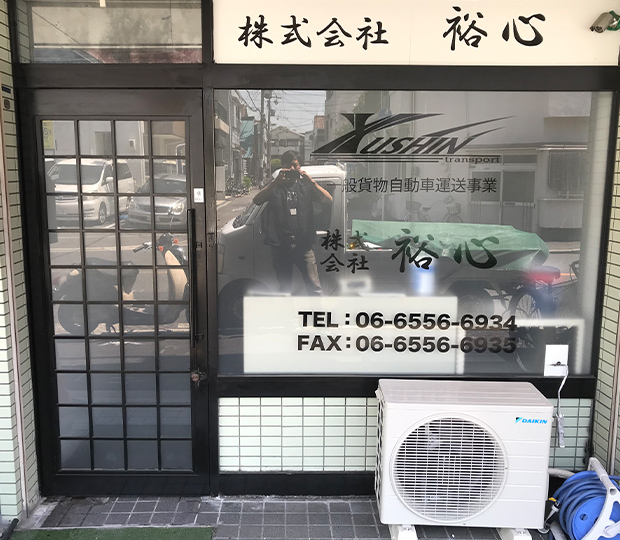 株式会社 裕心
YUSHIN
transport
般貨物自動車運送事業
株式会社 裕心
TEL：06-6556-6934
FAX：06-6556-6935
DAIKIN